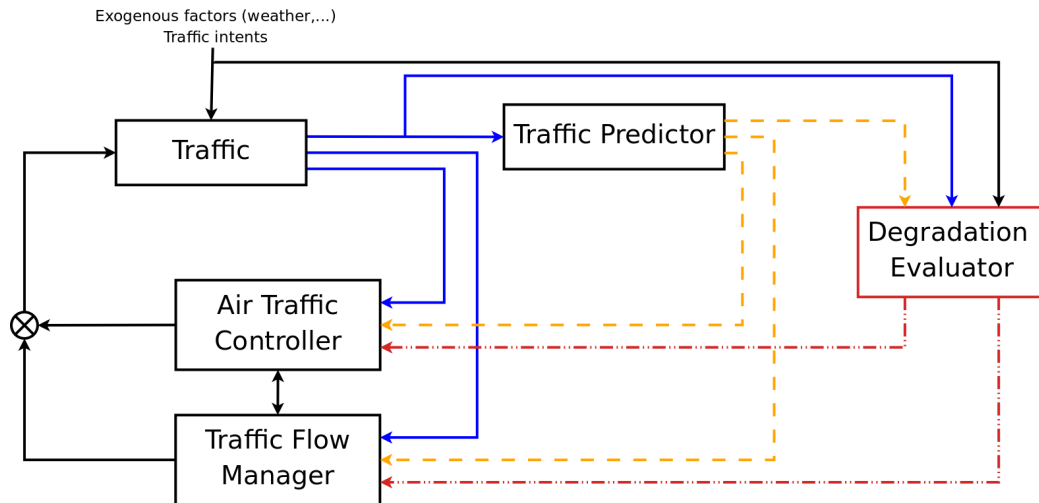 Exogenous factors (weather,...)
Traffic intents
Traffic
Traffic Predictor
Degradation
Evaluator
Air Traffic
Controller
Traffic Flow
Manager